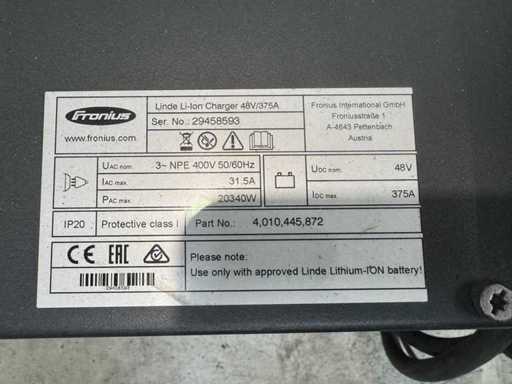 Fronius
www.fronius.com
Linde Li-Ion Charger 48V/375A
Ser. No.: 29458593
Fronius International GmbH
Froniusstraße 1
A-4643 Pettenbach
Austria
UAC nom. 3~ NPE 400V 50/60Hz
IAC max. 31.5A
PAC max. 20340W
UDC nom. 48V
IDC max. 375A
IP20 Protective class I Part No.: 4,010,445,872
CE EAC
29458593
Please note:
Use only with approved Linde Lithium-ION battery!